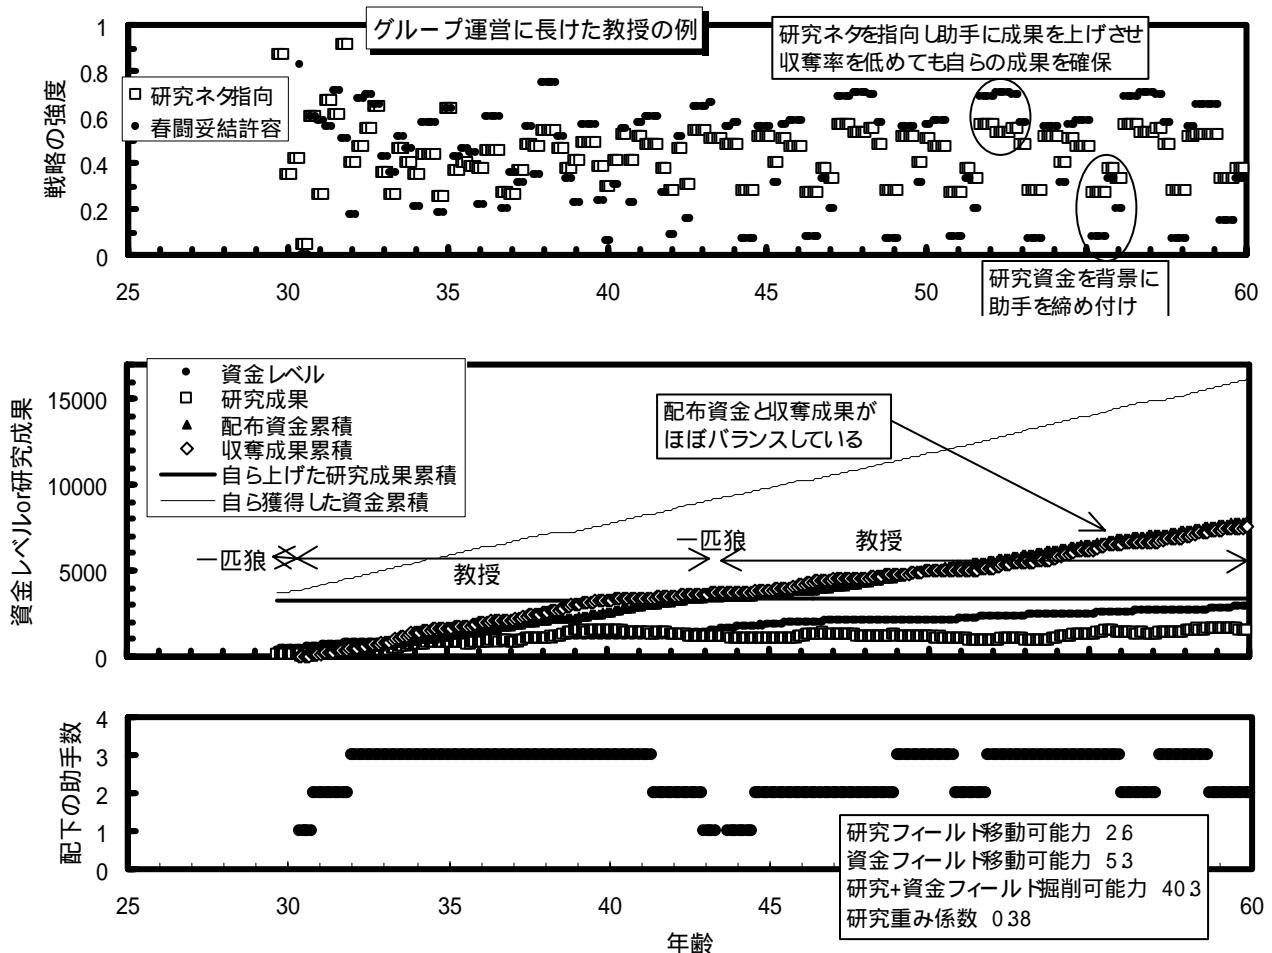 グループ運営に長けた教授の例
研究ネタを指向し助手に成果を上げさせ
収奪率を低めても自らの成果を確保
戦略の強度
1
0.8
0.6
0.4
0.2
0
研究ネタ指向
春闘妥結許容
研究資金を背景に
助手を締め付け
25 30 35 40 45 50 60
資金レベルor研究成果
15000
10000
5000
0
資金レベル
研究成果
配布資金累積
収奪成果累積
自ら上げた研究成果累積
自ら獲得した資金累積
配布資金と収奪成果が
ほぼバランスしている
一匹狼
教授
一匹狼
教授
配下の助手数
4
3
2
1
0
研究フィールド移動可能力 2.6
資金フィールド移動可能力 5.3
研究+資金フィールド掘削可能力 40.3
研究重み係数 0.38
25 30 35 40 45 60
年齢